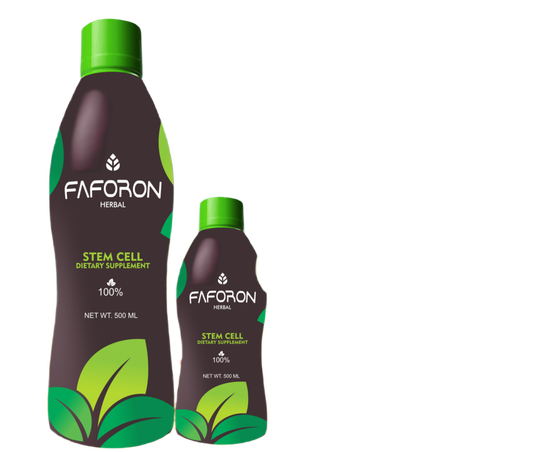 FAFORON
HERBAL
STEM CELL
DIETARY SUPPLEMENT
100%
NET WT. 500 ML
FAFORON
HERBAL
STEM CELL
DIETARY SUPPLEMENT
100%
NET WT. 500 ML